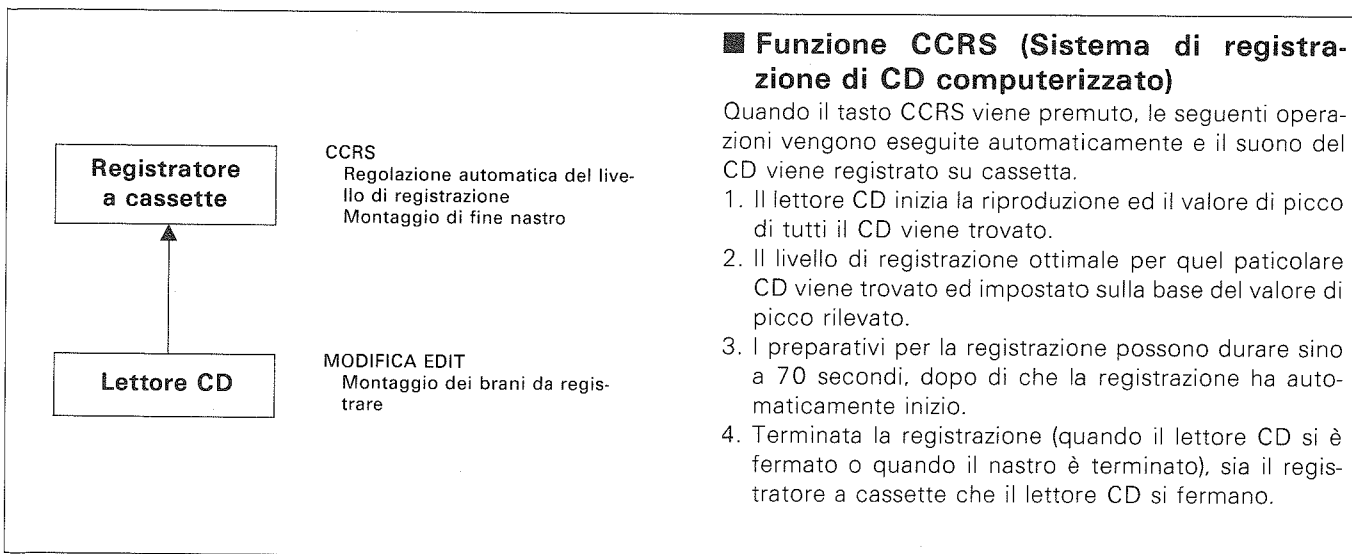 Registratore
a cassette
CCRS
Regolazione automatica del live-
llo di registrazione
Montaggio di fine nastro
Lettore CD
MODIFICA EDIT
Montaggio dei brani da regis-
trare
■ Funzione CCRS (Sistema di registra-
zione di CD computerizzato)
Quando il tasto CCRS viene premuto, le seguenti opera-
zioni vengono eseguite automaticamente e il suono del
CD viene registrato su cassetta.
1. Il lettore CD inizia la riproduzione ed il valore di picco
di tutti il CD viene trovato.
2. Il livello di registrazione ottimale per quel paticolare
CD viene trovato ed impostato sulla base del valore di
picco rilevato.
3. I preparativi per la registrazione possono durare sino
a 70 secondi, dopo di che la registrazione ha auto-
maticamente inizio.
4. Terminata la registrazione (quando il lettore CD si è
fermato o quando il nastro è terminato), sia il regis-
tratore a cassette che il lettore CD si fermano.